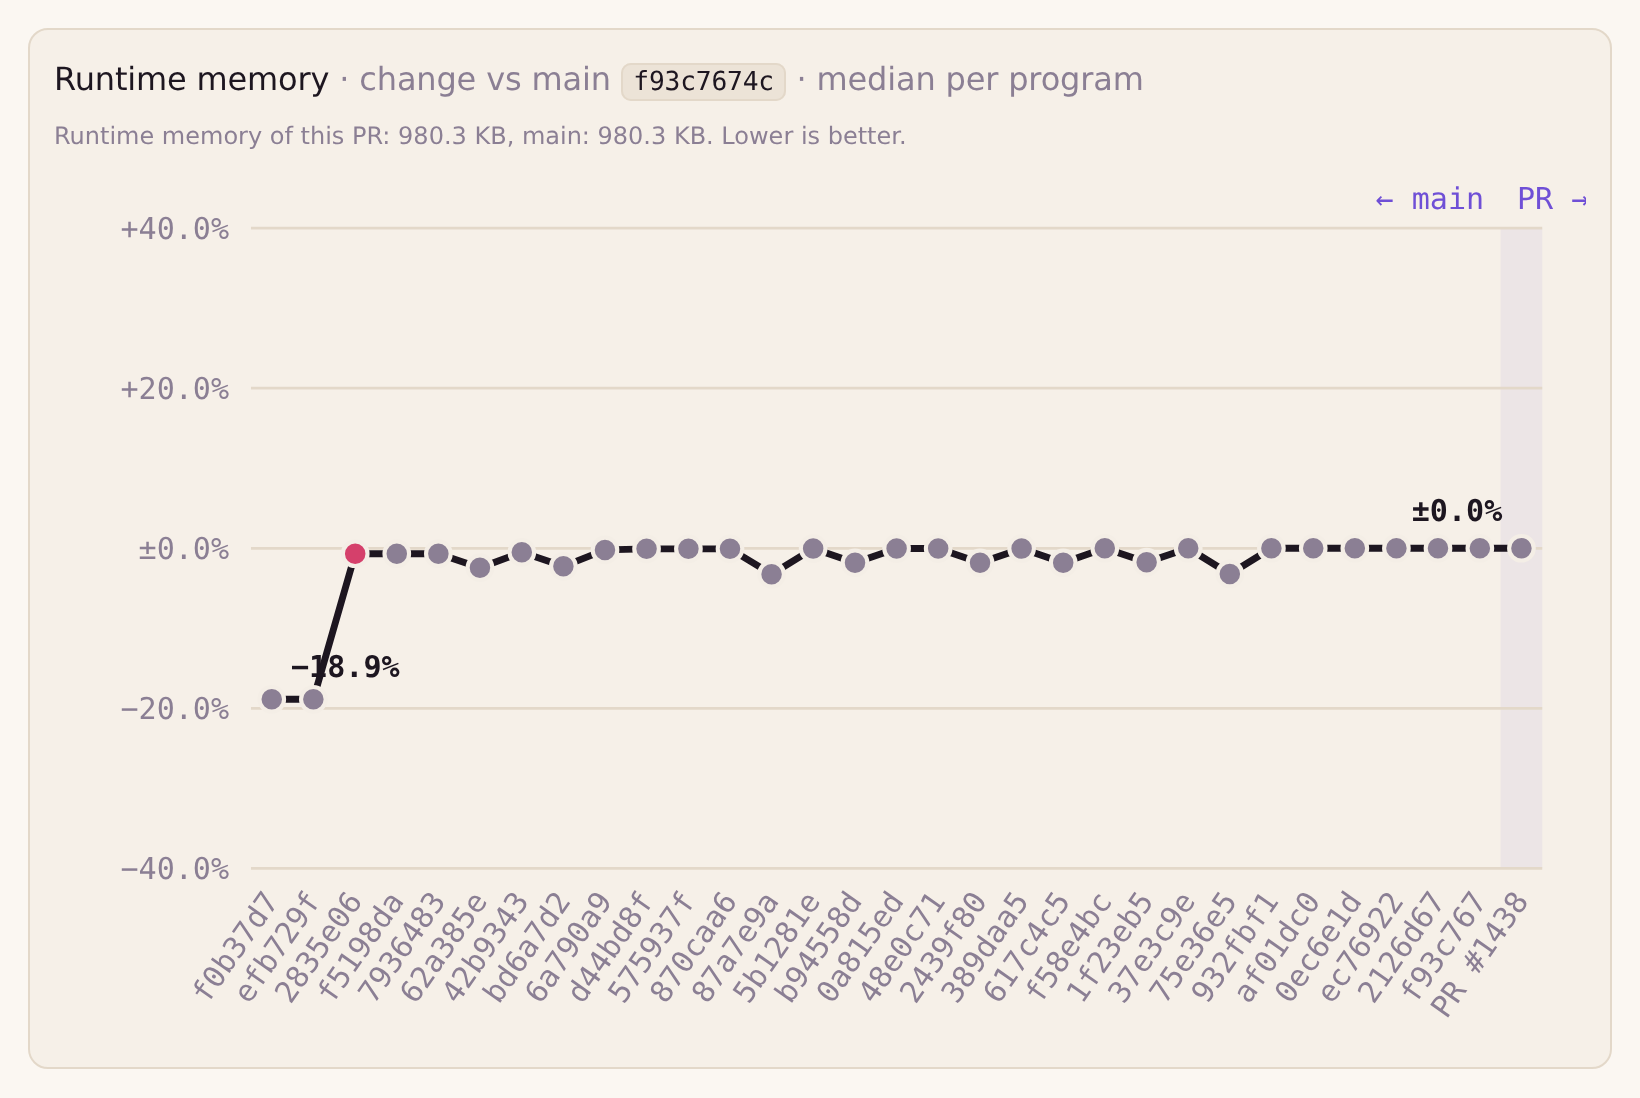 Runtime memory · change vs main f93c7674c · median per program
Runtime memory of this PR: 980.3 KB, main: 980.3 KB. Lower is better.
← main PR →
+40.0%
+20.0%
±0.0%
−20.0%
−40.0%
±0.0%
−18.9%
f0b37d7
efb729f
2835e06
f5198da
7936483
62a385e
42b9343
bd6a7d2
6a790a9
d44bd8f
575937f
870caa6
87a7e9a
5b1281e
b94558d
0a815ed
48e0c71
2439f80
389daa5
617c4c5
f58e4bc
1f23eb5
37e3c9e
75e36e5
932fbf1
af01dc0
0ec6e1d
ec76922
2126d67
f93c767
PR #1438